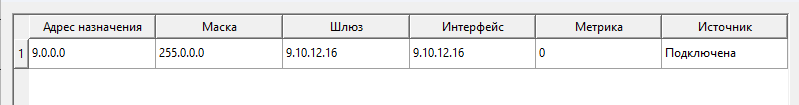 Адрес назначения Маска Шлюз Интерфейс Метрика Источник
1 9.0.0.0 255.0.0.0 9.10.12.16 9.10.12.16 0 Подключена